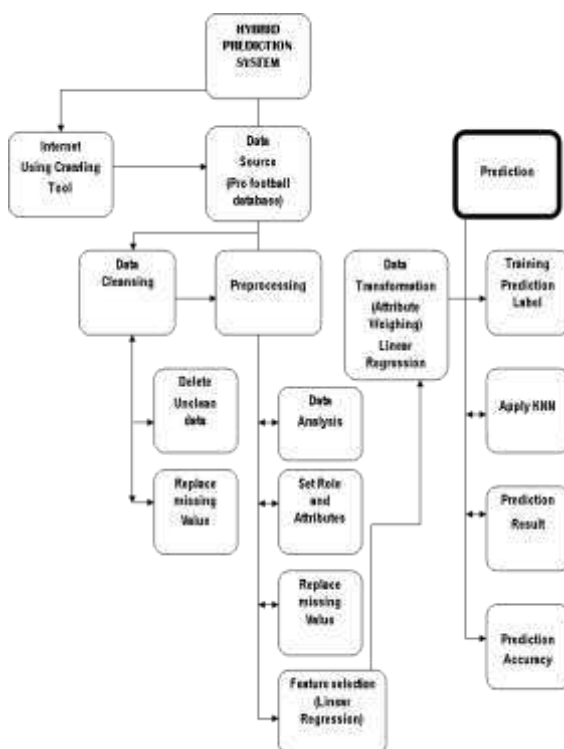 HYBRID
PREDICTION
SYSTEM
Internet
Using Crawling
Tool
Data
Source
(Pro football
database)
Prediction
Data
Cleansing
Preprocessing
Data
Transformation
(Attribute
Weighing)
Linear
Regression
Training
Prediction
Label
Delete
Unclean
data
Data
Analysis
Apply KNN
Replace
missing
Value
Set Role
and
Attributes
Prediction
Result
Replace
missing
Value
Prediction
Accuracy
Feature selection
(Linear
Regression)